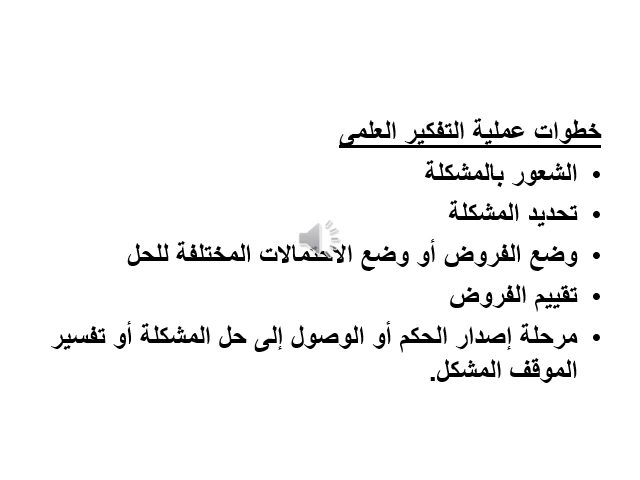 خطوات عملية التفكير العلمى
• الشعور بالمشكلة
• تحديد المشكلة
• وضع الفروض أو وضع الاحتمالات المختلفة للحل
• تقييم الفروض
• مرحلة إصدار الحكم أو الوصول إلى حل المشكلة أو تفسير
الموقف المشكل.